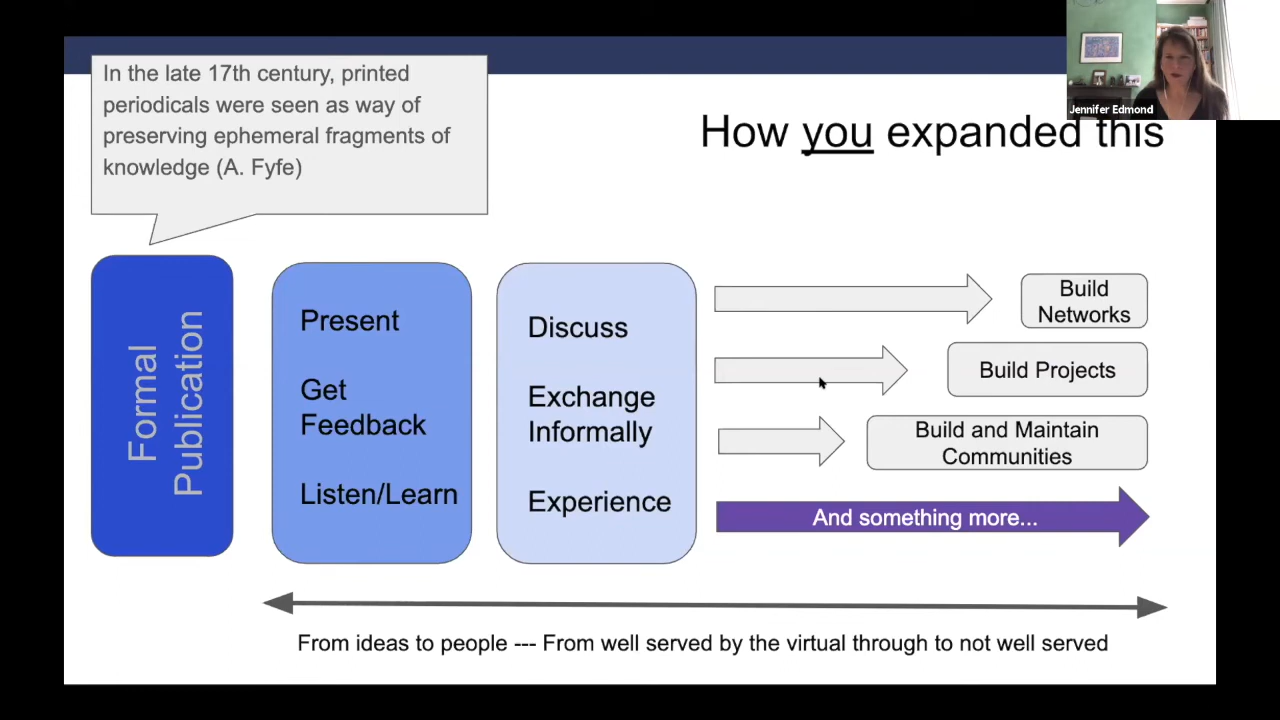 In the late 17th century, printed
periodicals were seen as way of
preserving ephemeral fragments of
knowledge (A. Fyfe)
Jennifer Edmond
How you expanded this
Formal
Publication
Present
Get
Feedback
Listen/Learn
Discuss
Exchange
Informally
Experience
Build
Networks
Build Projects
Build and Maintain
Communities
And something more...
From ideas to people --- From well served by the virtual through to not well served